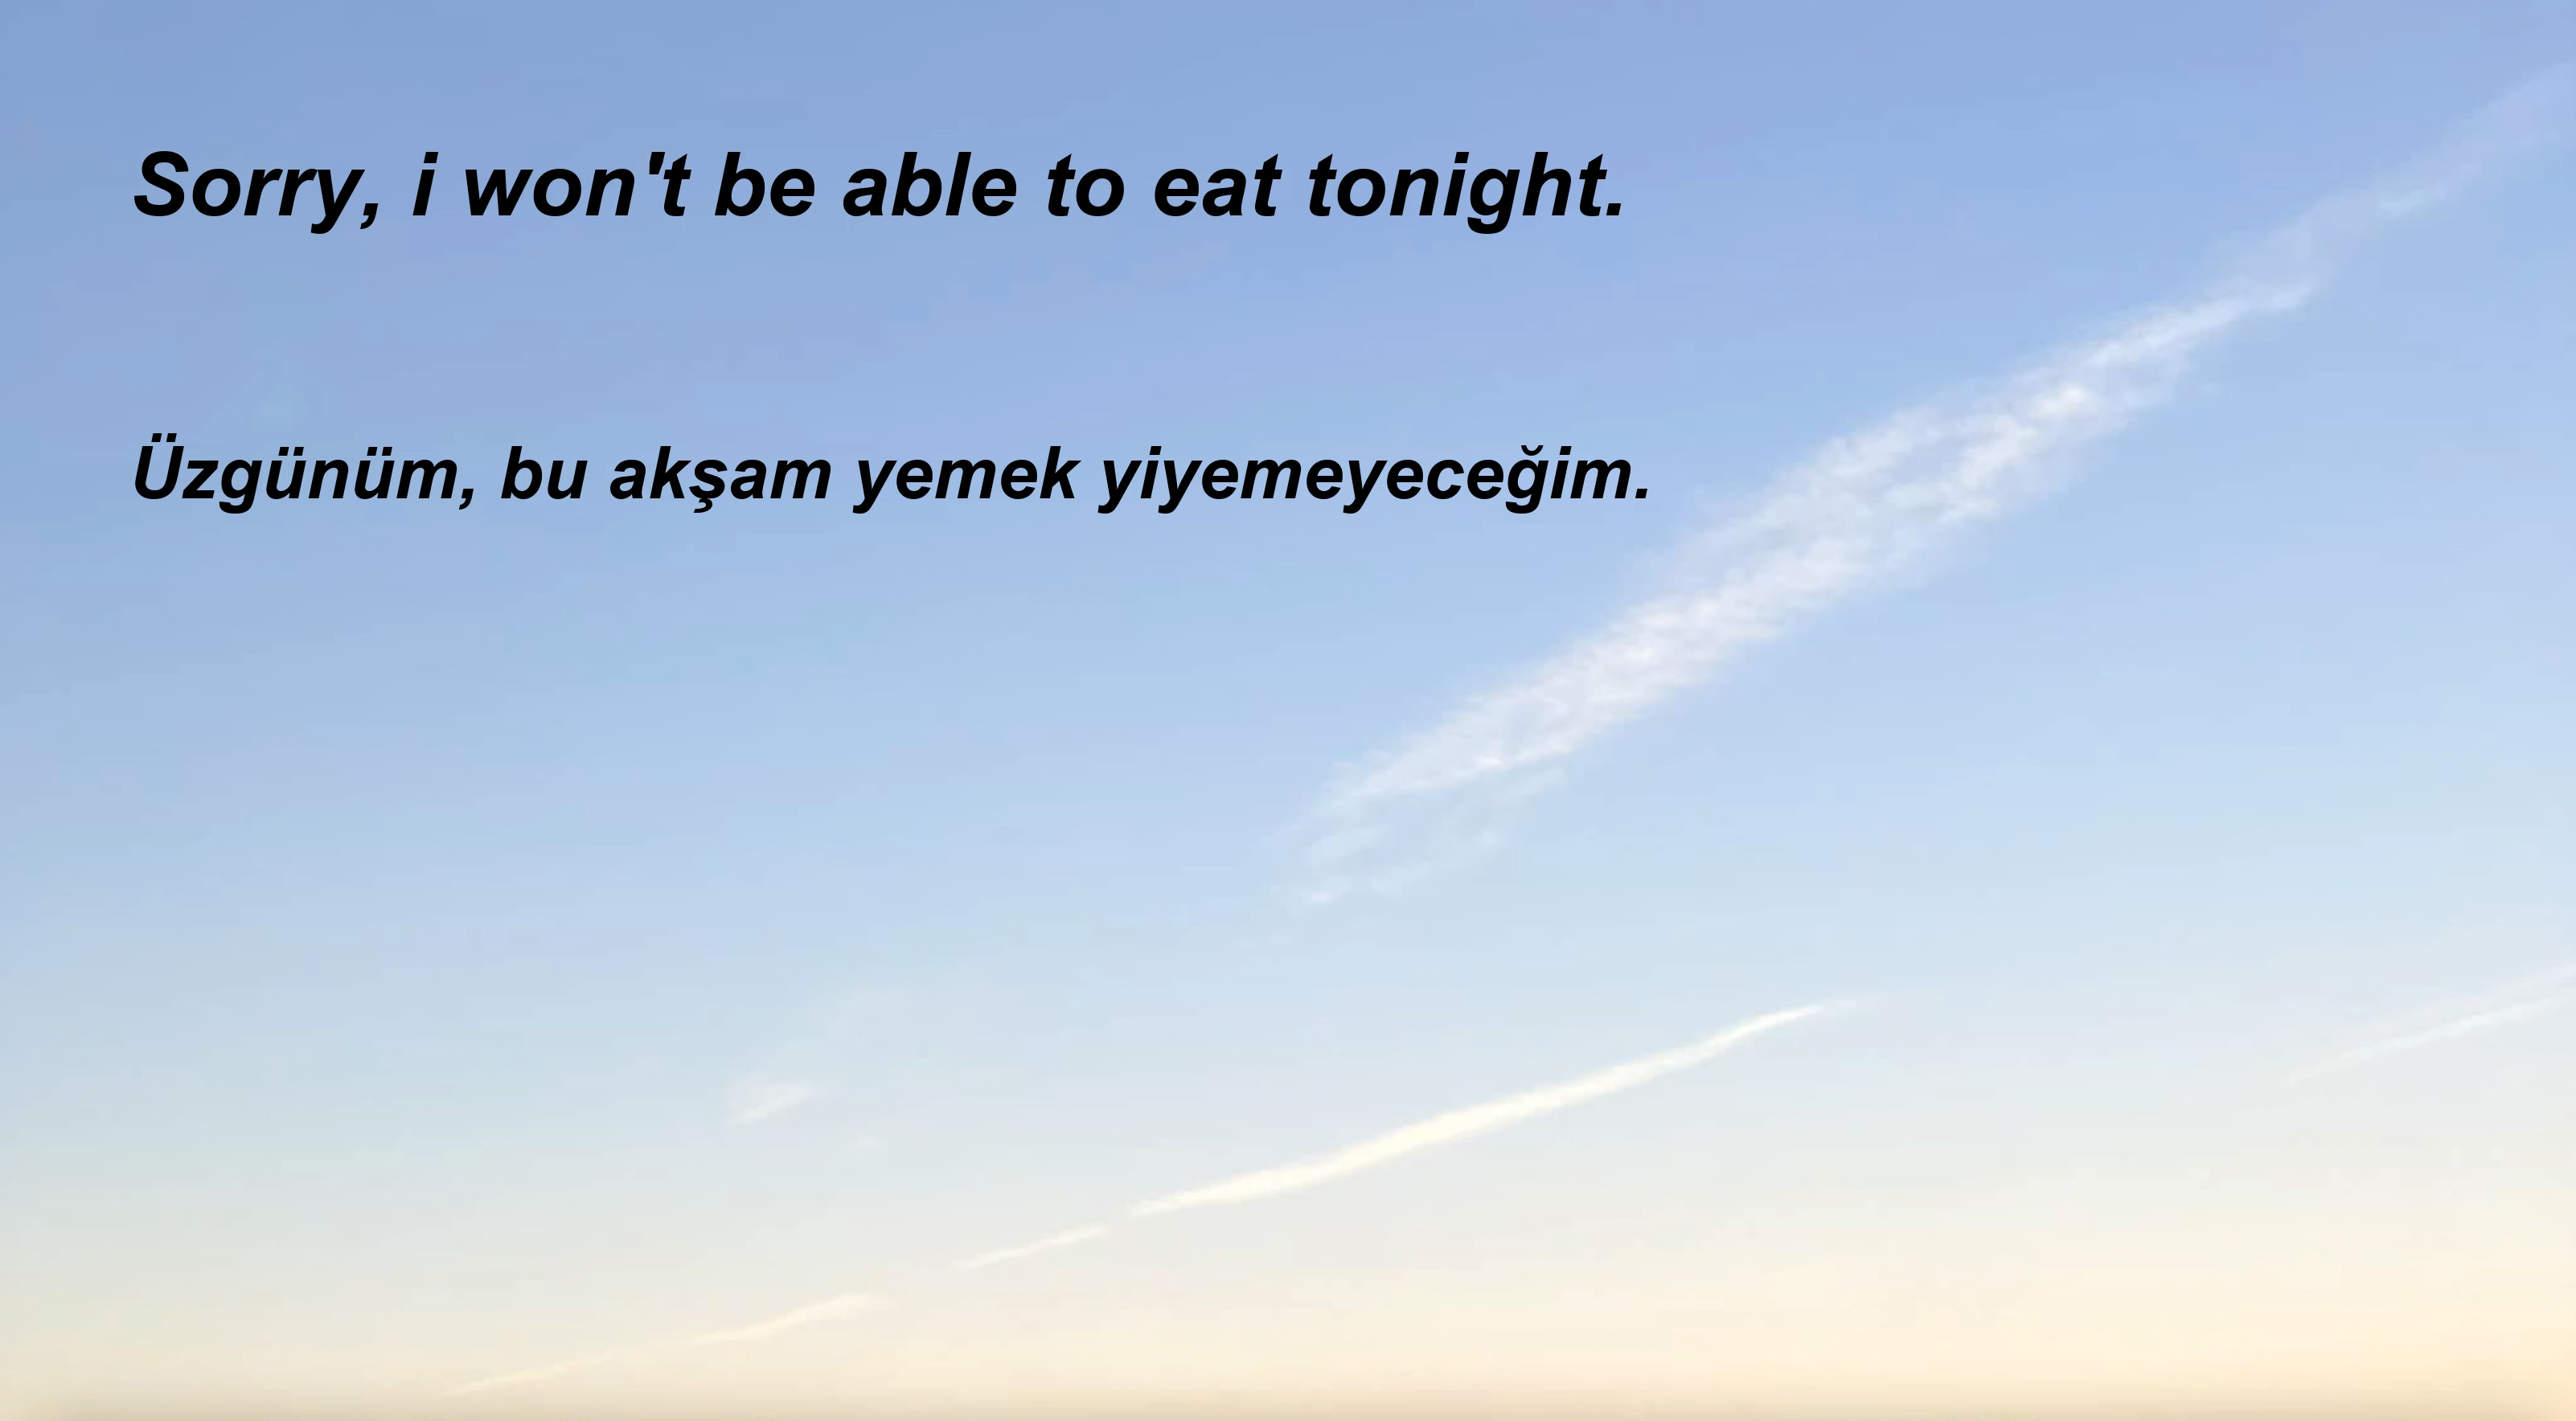 Sorry, i won't be able to eat tonight.
Üzgünüm, bu akşam yemek yiyemeyeceğim.